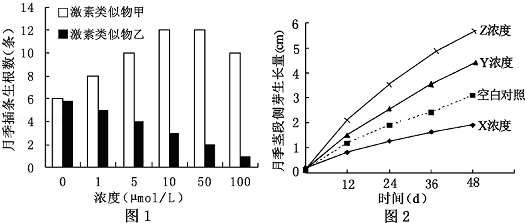 月季插条生根数(条)
14
12
10
8
6
4
2
0
激素类似物甲
激素类似物乙
0 1 5 10 50 100
浓度(μmol/L)
图1
月季茎段侧芽生长量(cm)
6
5
4
3
2
1
0
Z浓度
Y浓度
空白对照
X浓度
12 24 36 48
时间(d)
图2